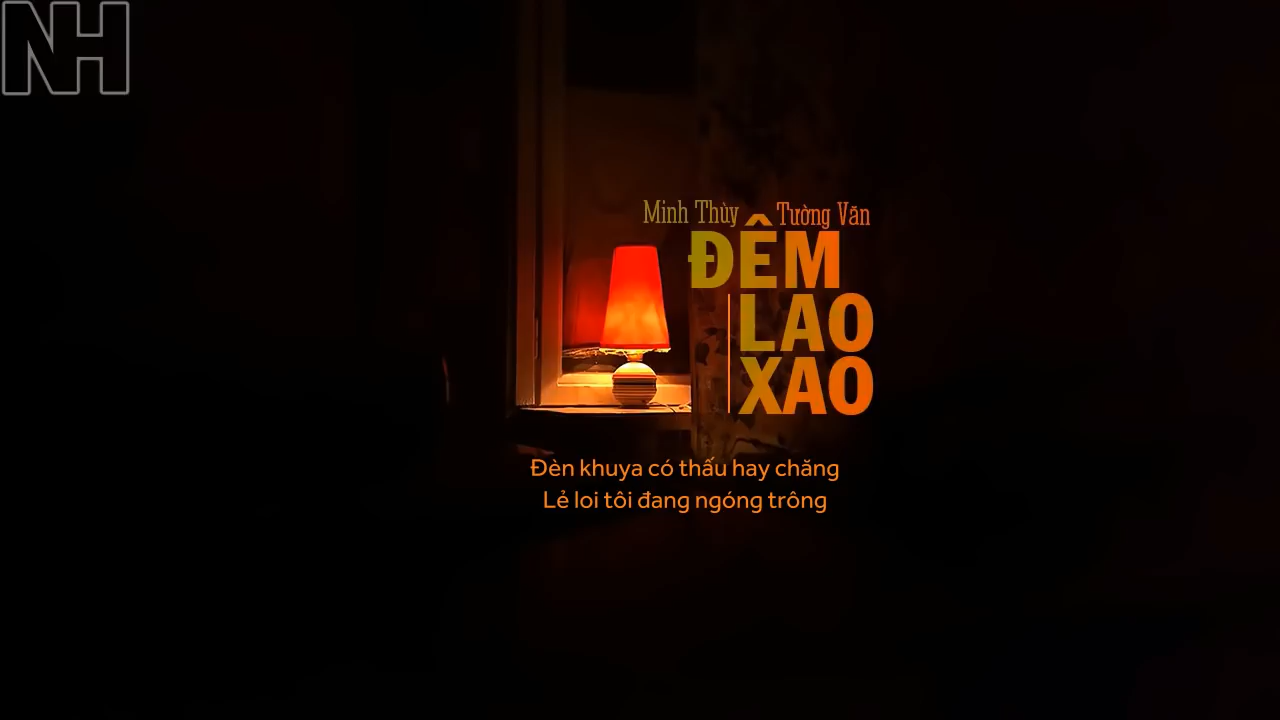 NH
Minh Thùy Tường Văn
ĐÊM
LAO
XAO
Đèn khuya có thấu hay chăng
Lẻ loi tôi đang ngóng trông